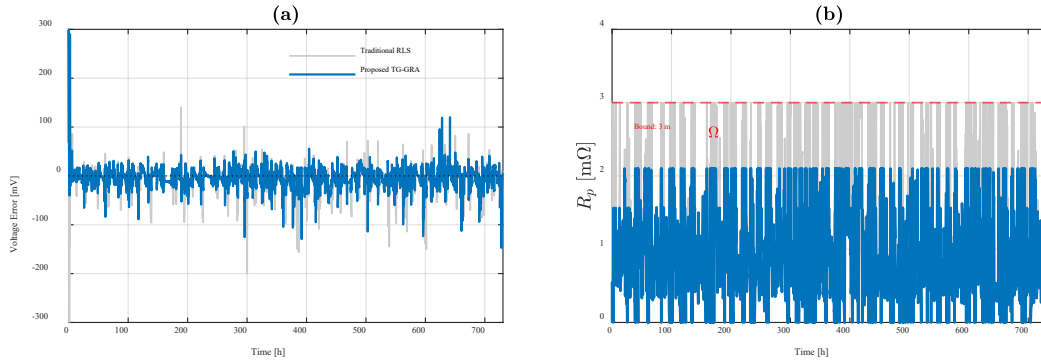 (a)
300
200
100
0
-100
-200
-300
Voltage Error [mV]
Traditional RLS
Proposed TG-GRA
0 100 200 300 400 500 600 700
Time [h]
(b)
4
3
2
1
0
R_p [mΩ]
Bound: 3 m Ω
0 100 200 300 400 500 600 700
Time [h]